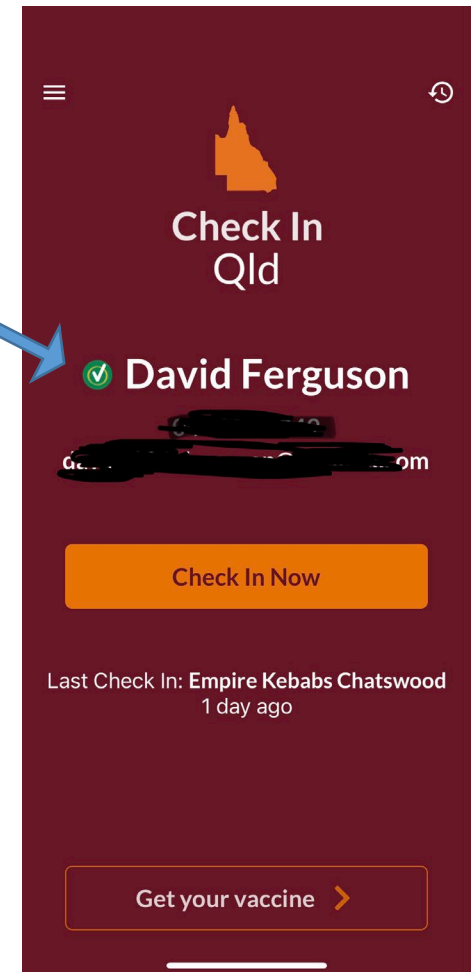 Check In
Qld
David Ferguson
om
Check In Now
Last Check In: Empire Kebabs Chatswood
1 day ago
Get your vaccine